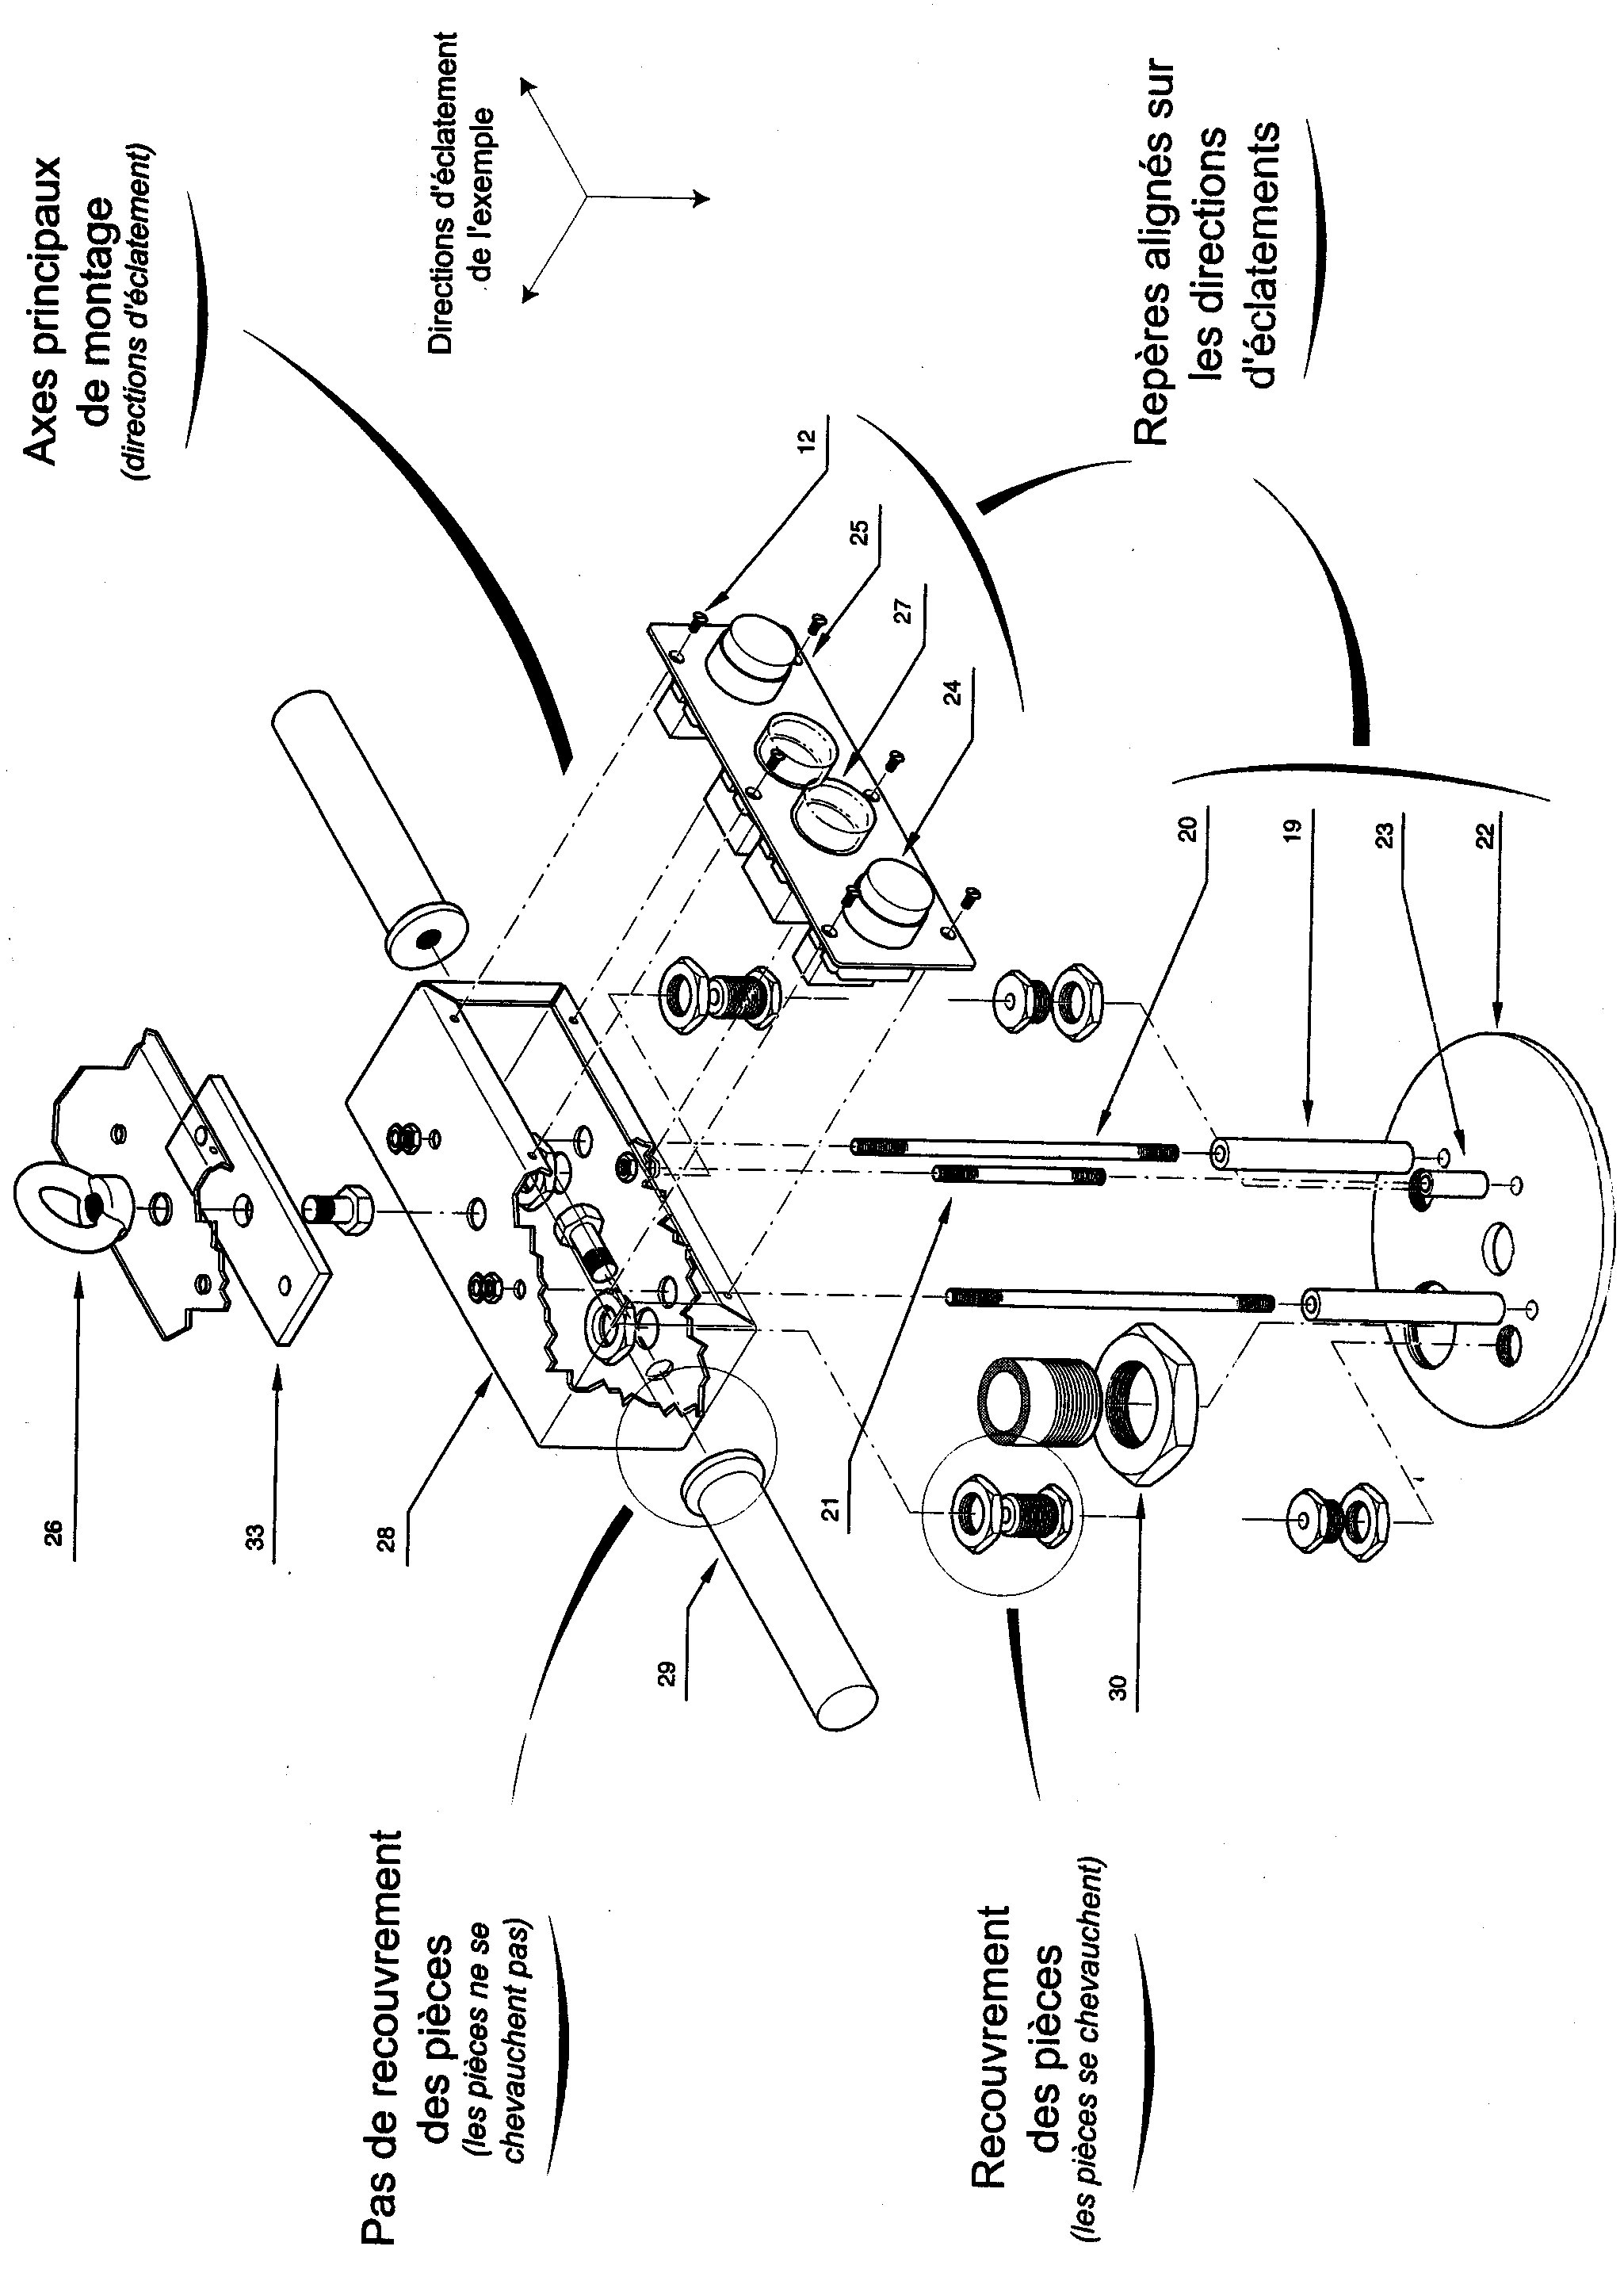 Axes principaux
de montage
(directions d'éclatement)
Directions d'éclatement
de l'exemple
Repères alignés sur
les directions
d'éclatements
12
25
27
24
20
19
23
22
26
33
28
29
21
30
Pas de recouvrement
des pièces
(les pièces ne se
chevauchent pas)
Recouvrement
des pièces
(les pièces se chevauchent)